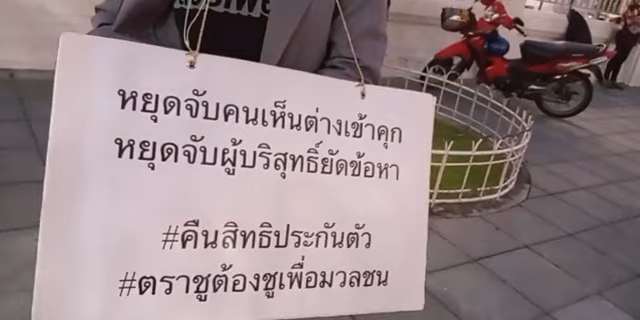 หยุดจับคนเห็นต่างเข้าคุก
หยุดจับผู้บริสุทธิ์ยัดข้อหา
#คืนสิทธิประกันตัว
#ตราชูต้องชูเพื่อมวลชน